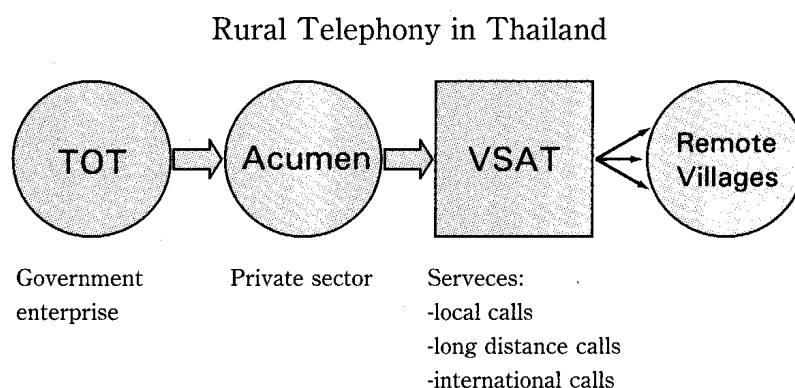 Rural Telephony in Thailand
TOT
Acumen
VSAT
Remote
Villages
Government
enterprise
Private sector
Serveces:
-local calls
-long distance calls
-international calls